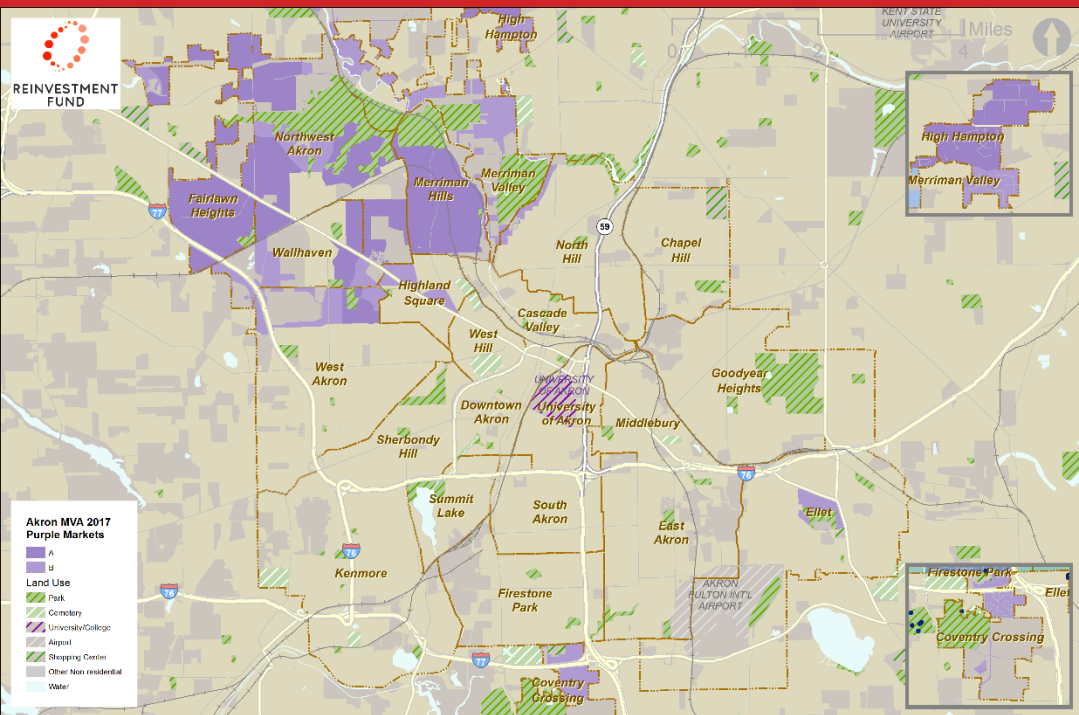 KENT STATE
UNIVERSITY
AIRPORT
High
Hampton
Miles
0
2
4
REINVESTMENT
FUND
Northwest
Akron
Merriman
Hills
Merriman
Valley
Fairlawn
Heights
77
Wallhaven
59
North
Hill
Chapel
Hill
High Hampton
Merriman Valley
Highland
Square
Cascade
Valley
West
Hill
West
Akron
UNIVERSITY
OF AKRON
University
of Akron
Downtown
Akron
Middlebury
Goodyear
Heights
Sherbondy
Hill
76
Summit
Lake
South
Akron
East
Akron
Ellet
76
Kenmore
76
Firestone
Park
AKRON
FULTON INT'L
AIRPORT
77
Coventry
Crossing
Firestone Park
Ellet
Coventry Crossing
Akron MVA 2017
Purple Markets
A
B
Land Use
Park
Cemetery
University/College
Airport
Shopping Center
Other Non residential
Water